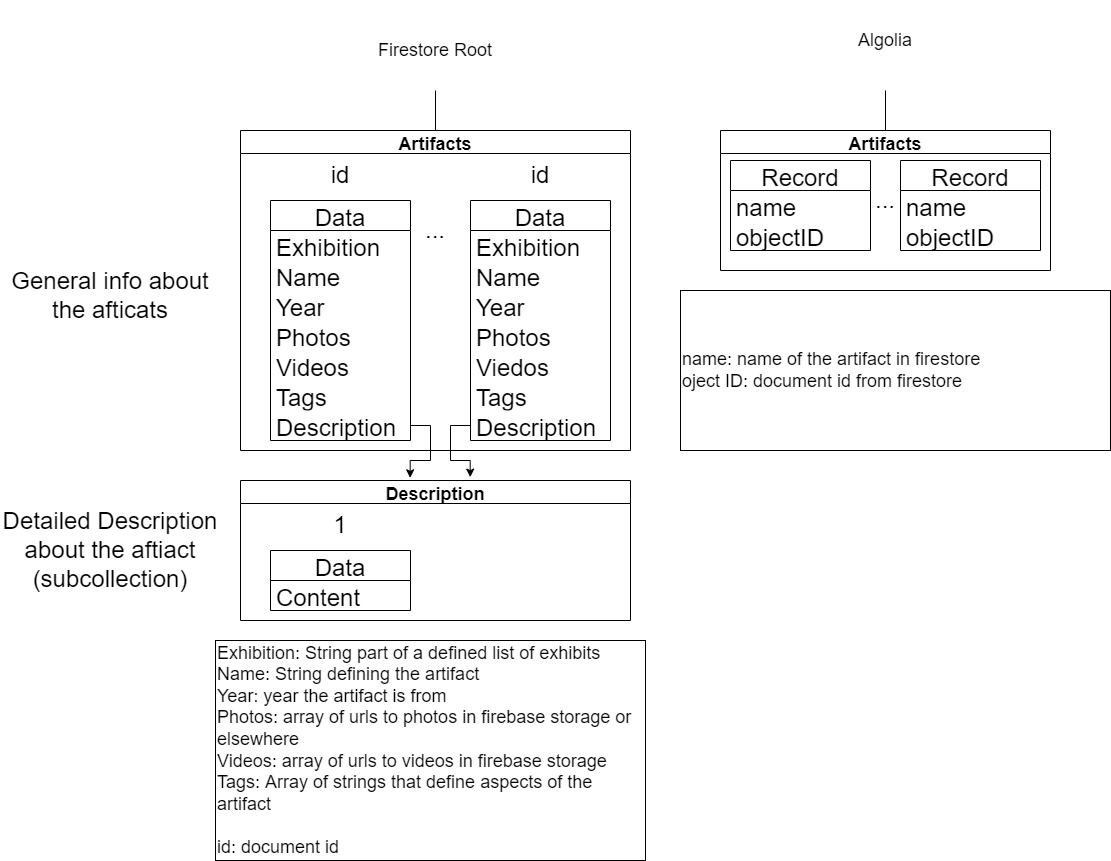 Firestore Root
Algolia
Artifacts
id
id
Data
Exhibition
Name
Year
Photos
Videos
Tags
Description
...
Data
Exhibition
Name
Year
Photos
Viedos
Tags
Description
Artifacts
Record
name
objectID
...
Record
name
objectID
General info about
the afticats
name: name of the artifact in firestore
oject ID: document id from firestore
Detailed Description
about the aftiact
(subcollection)
Description
1
Data
Content
Exhibition: String part of a defined list of exhibits
Name: String defining the artifact
Year: year the artifact is from
Photos: array of urls to photos in firebase storage or
elsewhere
Videos: array of urls to videos in firebase storage
Tags: Array of strings that define aspects of the
artifact
id: document id